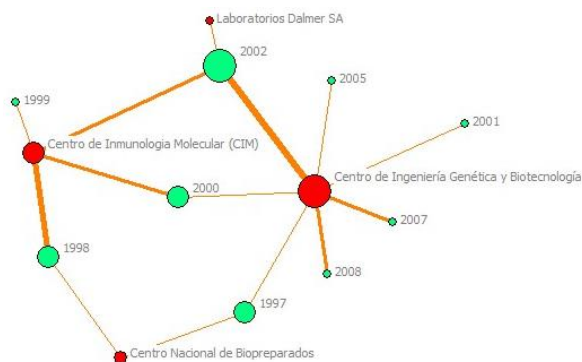 Laboratorios Dalmer SA
2002
2005
1999
2001
Centro de Inmunologia Molecular (CIM)
Centro de Ingeniería Genética y Biotecnología
2000
2007
1998
2008
1997
Centro Nacional de Biopreparados